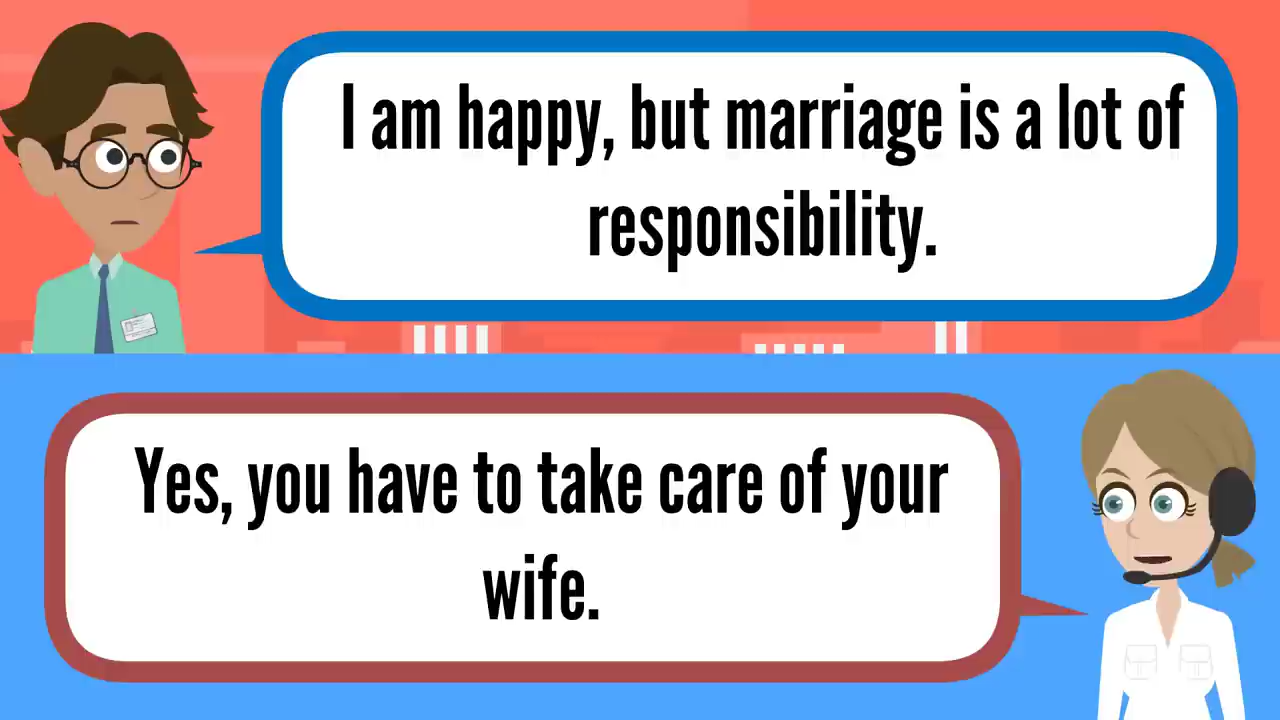 I am happy, but marriage is a lot of
responsibility.
Yes, you have to take care of your
wife.